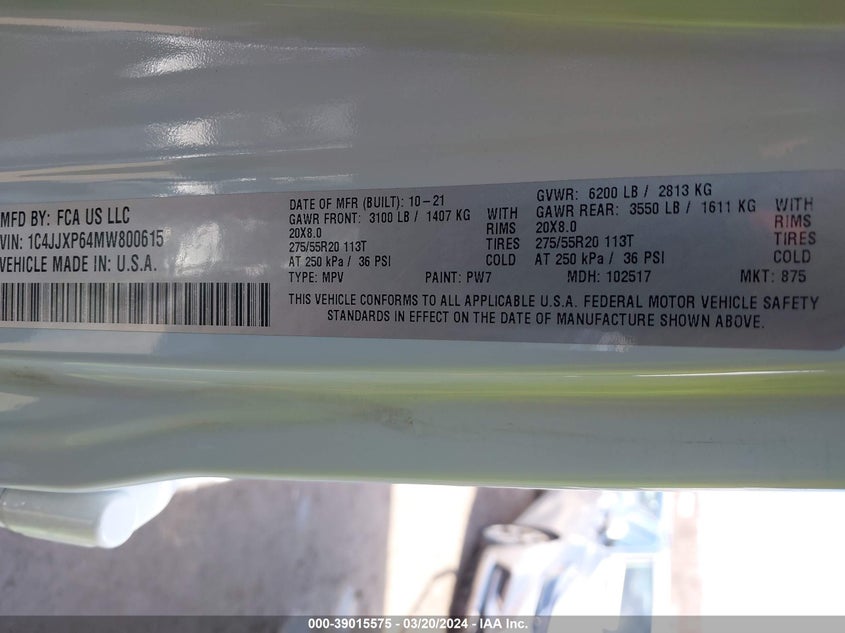 MFD BY: FCA US LLC
VIN: 1C4JJXP64MW800615
VEHICLE MADE IN: U.S.A.
DATE OF MFR (BUILT): 10-21
GAWR FRONT: 3100 LB / 1407 KG WITH
20X8.0 RIMS
275/55R20 113T TIRES
AT 250 kPa / 36 PSI COLD
GVWR: 6200 LB / 2813 KG
GAWR REAR: 3550 LB / 1611 KG WITH
20X8.0 RIMS
275/55R20 113T TIRES
AT 250 kPa / 36 PSI COLD
TYPE: MPV PAINT: PW7 MDH: 102517 MKT: 875
THIS VEHICLE CONFORMS TO ALL APPLICABLE U.S.A. FEDERAL MOTOR VEHICLE SAFETY
STANDARDS IN EFFECT ON THE DATE OF MANUFACTURE SHOWN ABOVE.
000-39015575 - 03/20/2024 - IAA Inc.